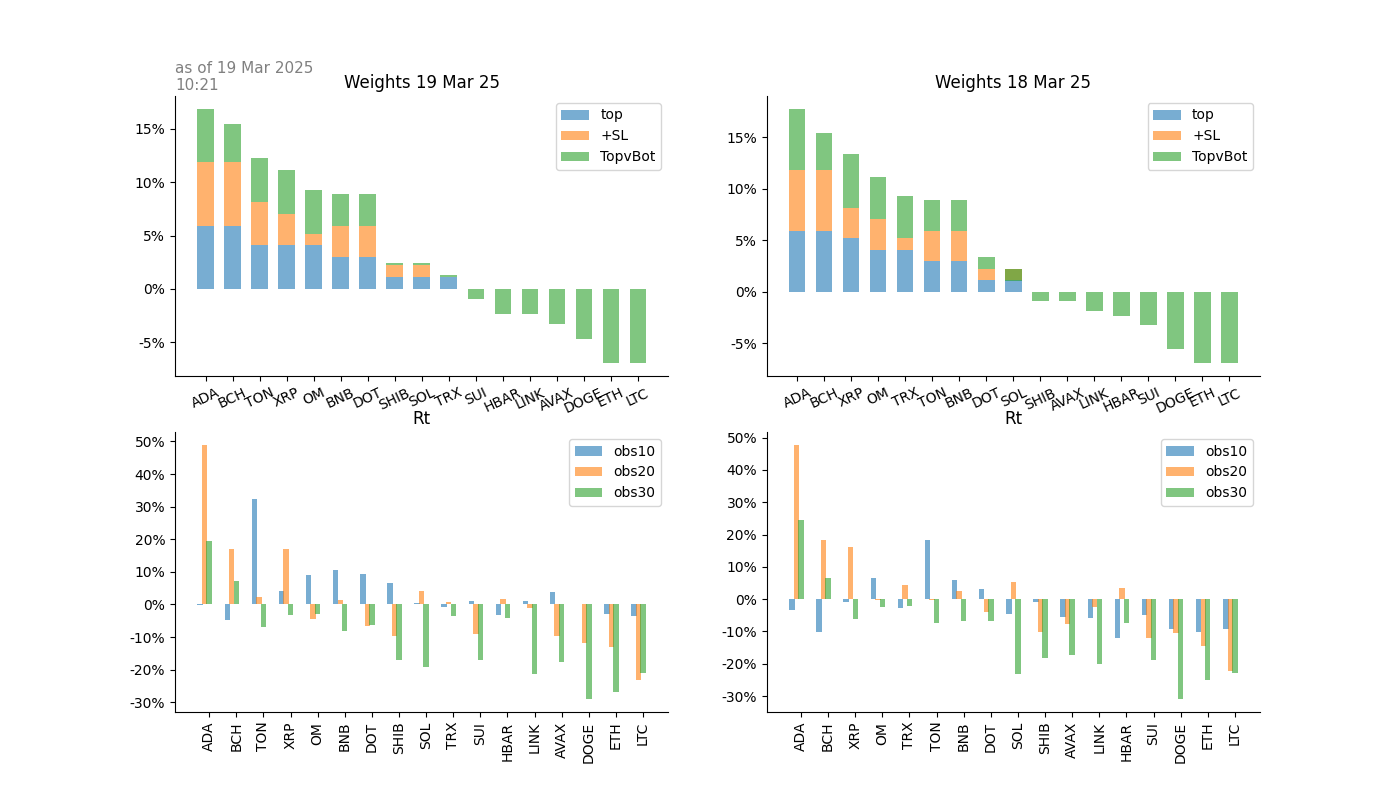 as of 19 Mar 2025
10:21
Weights 19 Mar 25
15%
10%
5%
0%
-5%
top
+SL
TopvBot
ADA BCH TON XRP OM BNB DOT SHIB SOL TRX SUI HBAR LINK AVAX DOGE ETH LTC
Weights 18 Mar 25
15%
10%
5%
0%
-5%
top
+SL
TopvBot
ADA BCH XRP OM TRX TON BNB DOT SOL SHIB AVAX LINK HBAR SUI DOGE ETH LTC
Rt
50%
40%
30%
20%
10%
0%
-10%
-20%
-30%
obs10
obs20
obs30
ADA BCH TON XRP OM BNB DOT SHIB SOL TRX SUI HBAR LINK AVAX DOGE ETH LTC
Rt
50%
40%
30%
20%
10%
0%
-10%
-20%
-30%
obs10
obs20
obs30
ADA BCH XRP OM TRX TON BNB DOT SOL SHIB AVAX LINK HBAR SUI DOGE ETH LTC